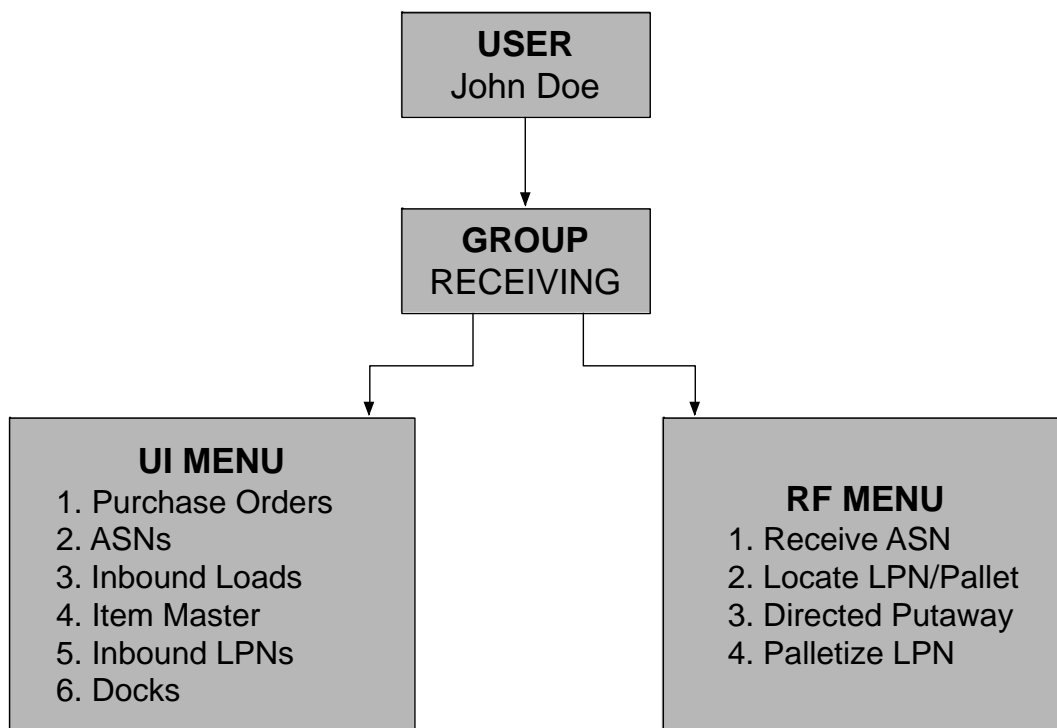 USER
John Doe
GROUP
RECEIVING
UI MENU
1. Purchase Orders
2. ASNs
3. Inbound Loads
4. Item Master
5. Inbound LPNs
6. Docks
RF MENU
1. Receive ASN
2. Locate LPN/Pallet
3. Directed Putaway
4. Palletize LPN